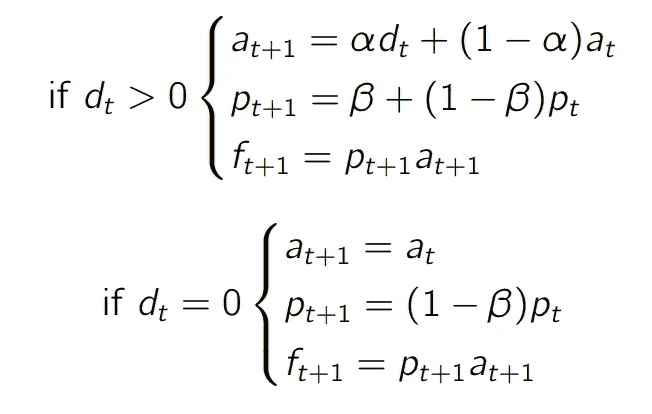 a_{t+1} = αd_t + (1 − α)a_t
if d_t > 0 { p_{t+1} = β + (1 − β)p_t
f_{t+1} = p_{t+1}a_{t+1}
a_{t+1} = a_t
if d_t = 0 { p_{t+1} = (1 − β)p_t
f_{t+1} = p_{t+1}a_{t+1}